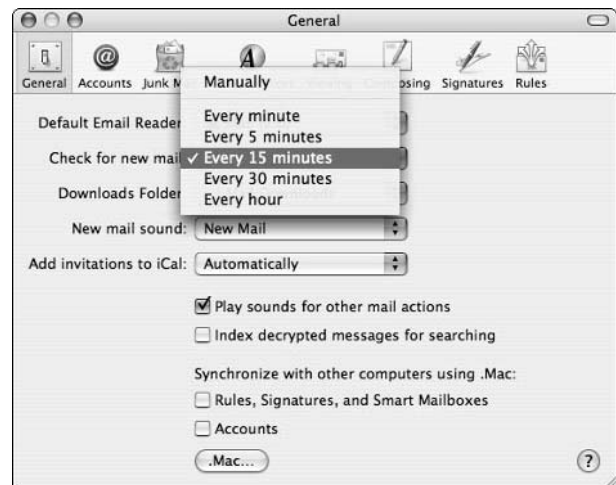 General
General Accounts Junk M posing Signatures Rules
Manually
Default Email Reader
Every minute
Every 5 minutes
Check for new mail ✓ Every 15 minutes
Every 30 minutes
Downloads Folder
Every hour
New mail sound: New Mail
Add invitations to iCal: Automatically
Play sounds for other mail actions
Index decrypted messages for searching
Synchronize with other computers using .Mac:
Rules, Signatures, and Smart Mailboxes
Accounts
.Mac... ?